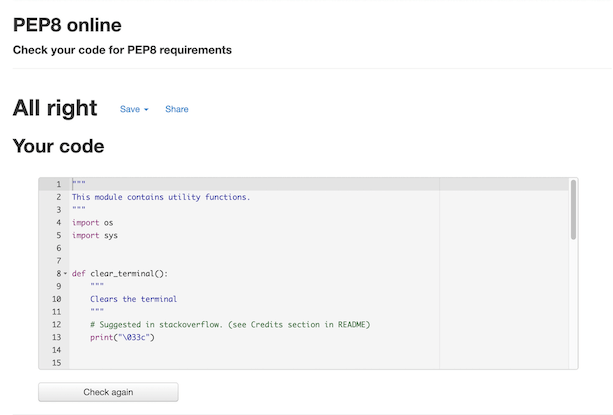 PEP8 online
Check your code for PEP8 requirements
All right Save Share
Your code
1 """
2 This module contains utility functions.
3 """
4 import os
5 import sys
6
7
8 def clear_terminal():
9 """
10 Clears the terminal
11 """
12 # Suggested in stackoverflow. (see Credits section in README)
13 print("\033c")
14
15
Check again